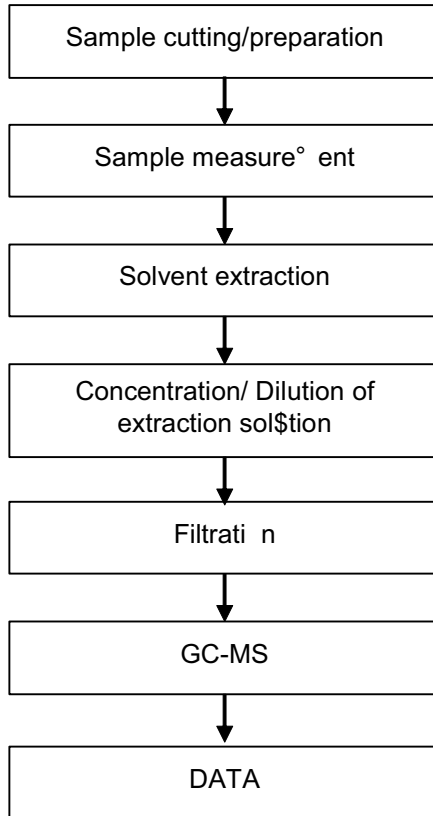 Sample cutting/preparation
Sample measure° ent
Solvent extraction
Concentration/ Dilution of
extraction sol$tion
Filtrati n
GC-MS
DATA